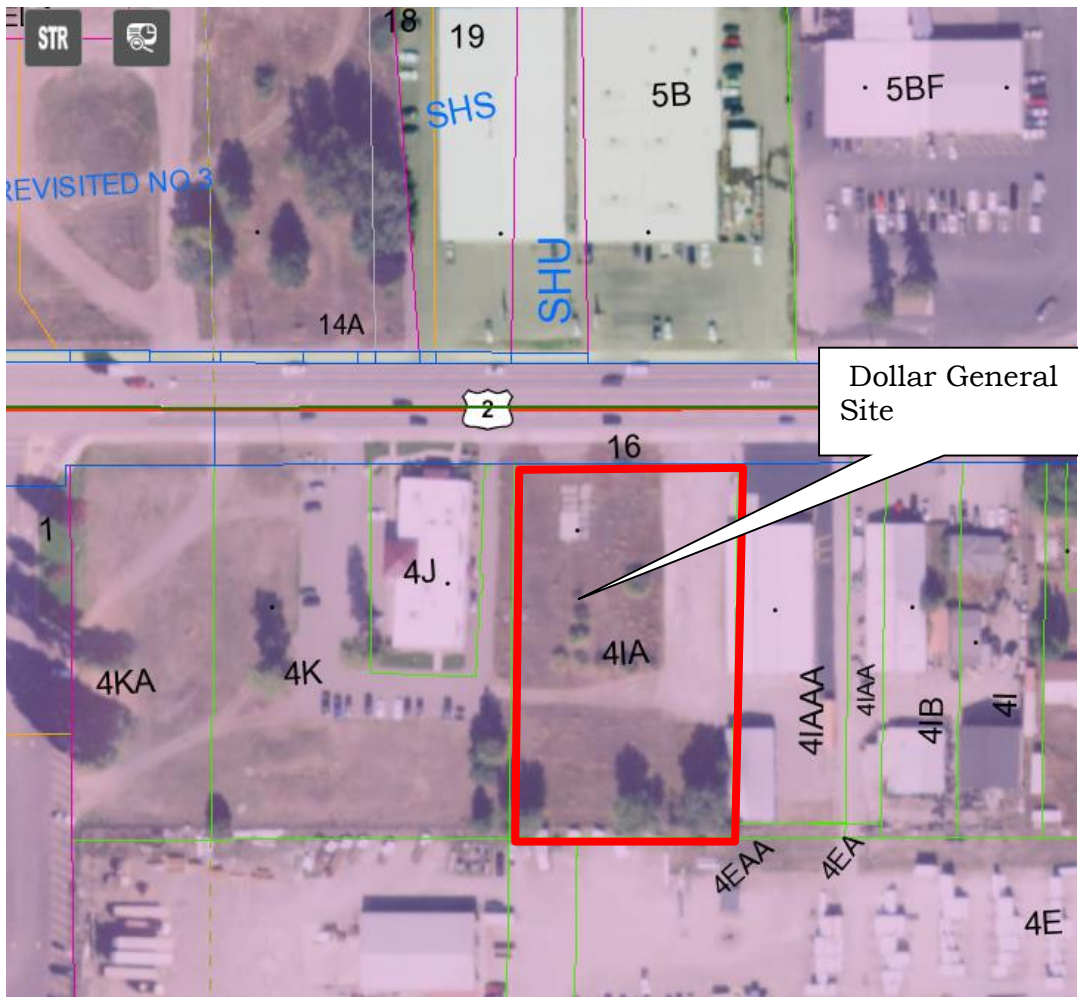 STR
18
19
SHS
5B
5BF
REVISITED NO.3
SHU
14A
Dollar General
Site
2
16
1
4J
4IA
4KA
4K
4IAAA
4IAA
4IB
4I
4EAA
4EA
4E